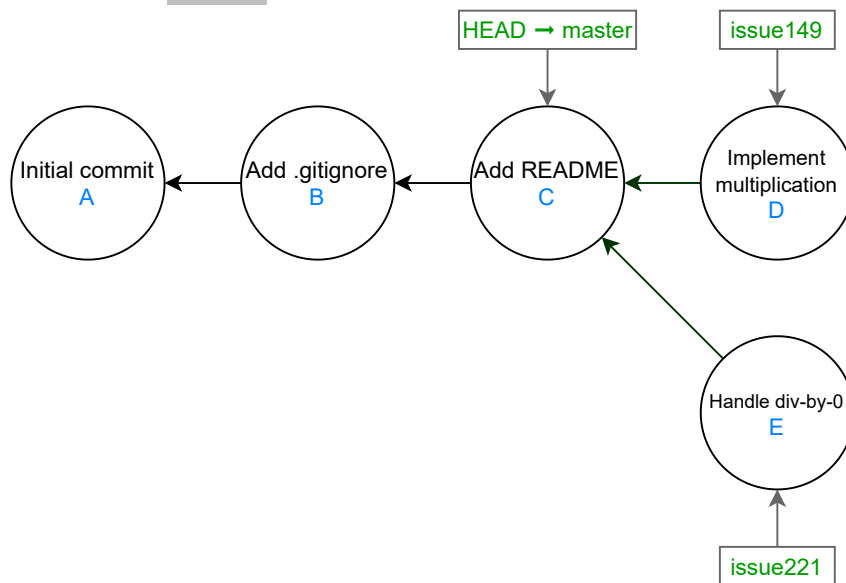 HEAD → master
issue149
Initial commit
A
Add .gitignore
B
Add README
C
Implement
multiplication
D
Handle div-by-0
E
issue221